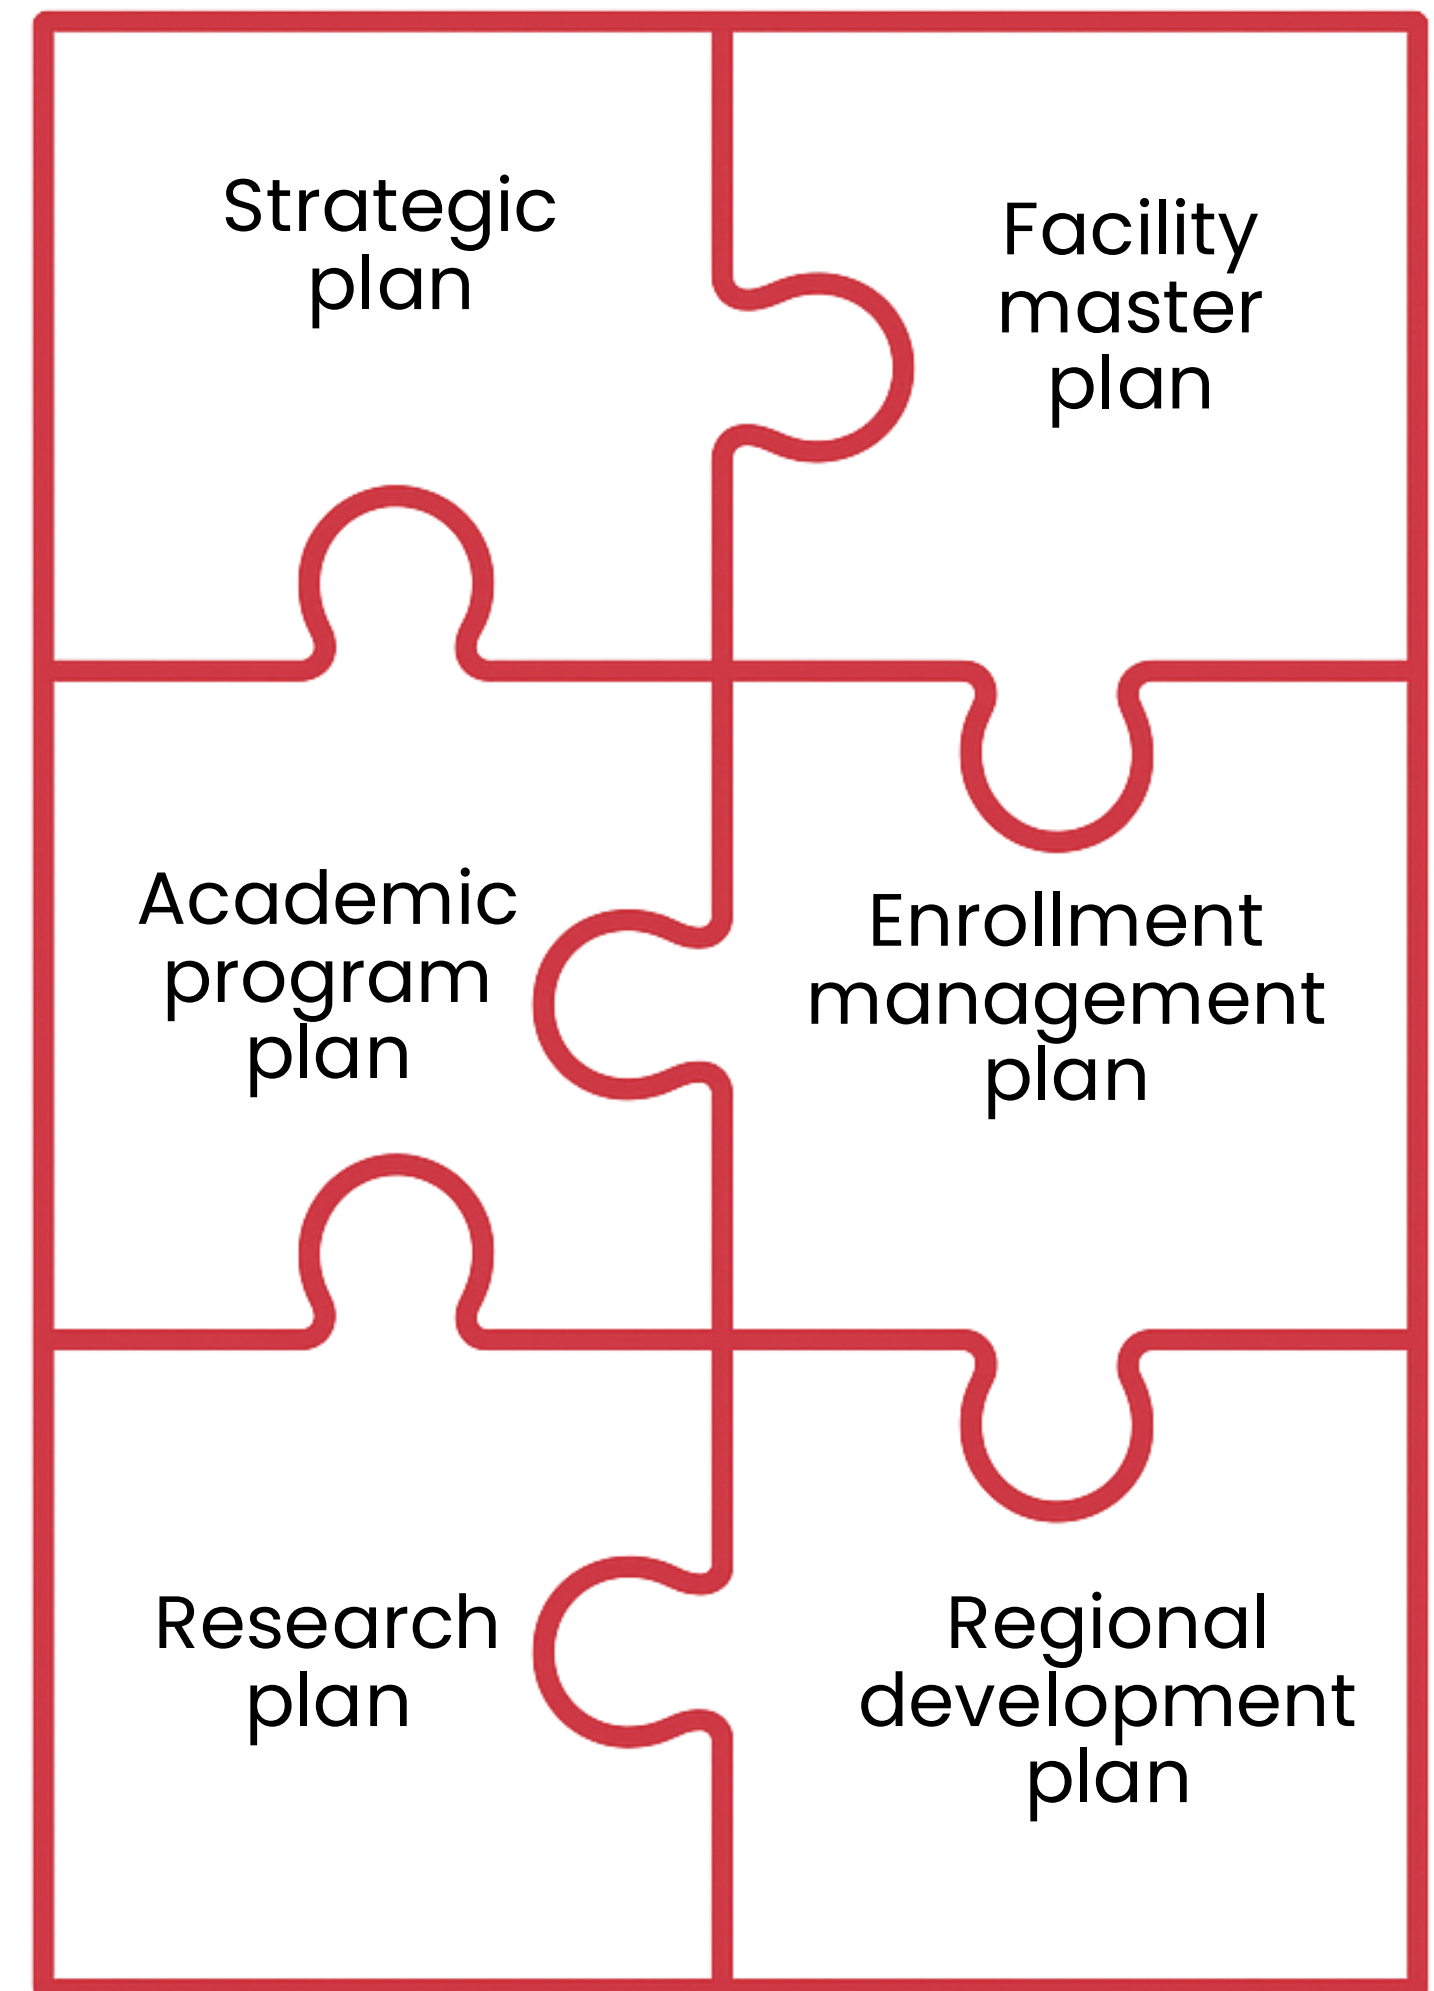 Strategic
plan
Facility
master
plan
Academic
program
plan
Enrollment
management
plan
Research
plan
Regional
development
plan